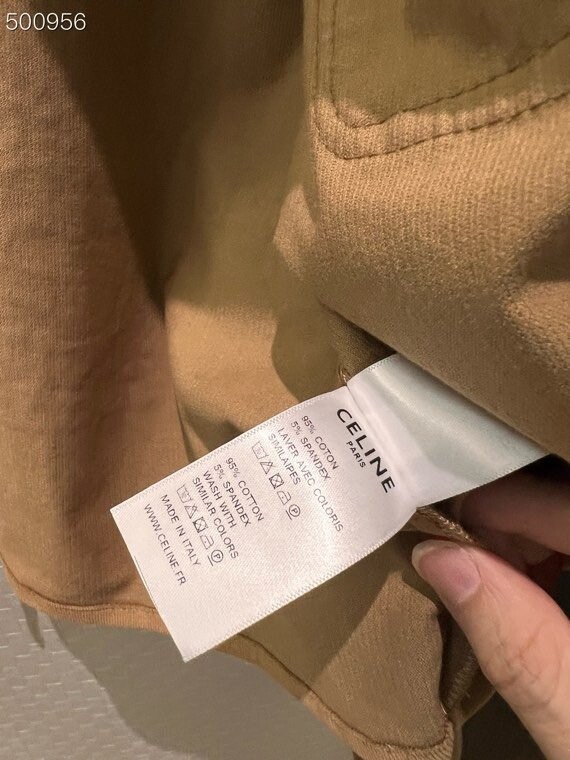 500956
CELINE
PARIS
95% COTON
5% SPANDEX
LAVER AVEC COLORIS
SIMILAIPES
95% COTTON
5% SPANDEX
WASH WITH
SIMILAR COLORS
MADE IN ITALY
WWW.CELINE.FR